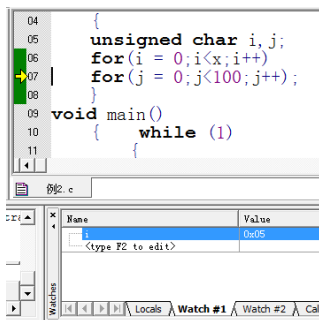 04 {
05 unsigned char i,j;
06 for(i = 0;i<x;i++)
07 for(j = 0;j<100;j++);
08 }
09 void main()
10 { while (1)
11 {
例2.c
Name Value
i 0x05
<type F2 to edit>
Watches
Locals Watch #1 Watch #2 Cal